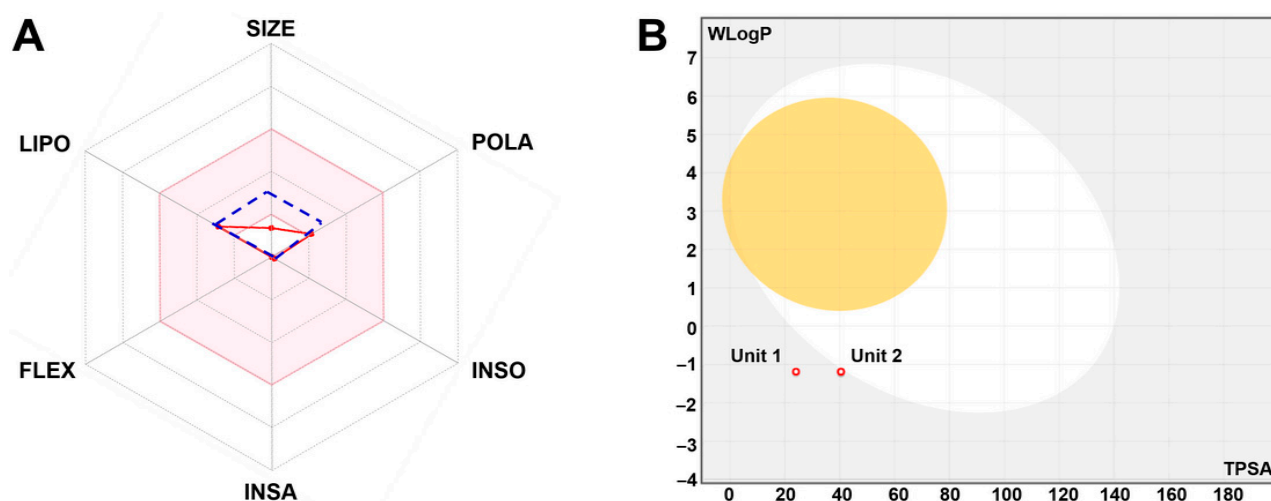 A
SIZE
LIPO
POLA
FLEX
INSO
INSA
B
WLogP
7
6
5
4
3
2
1
0
–1
–2
–3
–4
Unit 1
Unit 2
TPSA
0 20 40 60 80 100 120 140 160 180